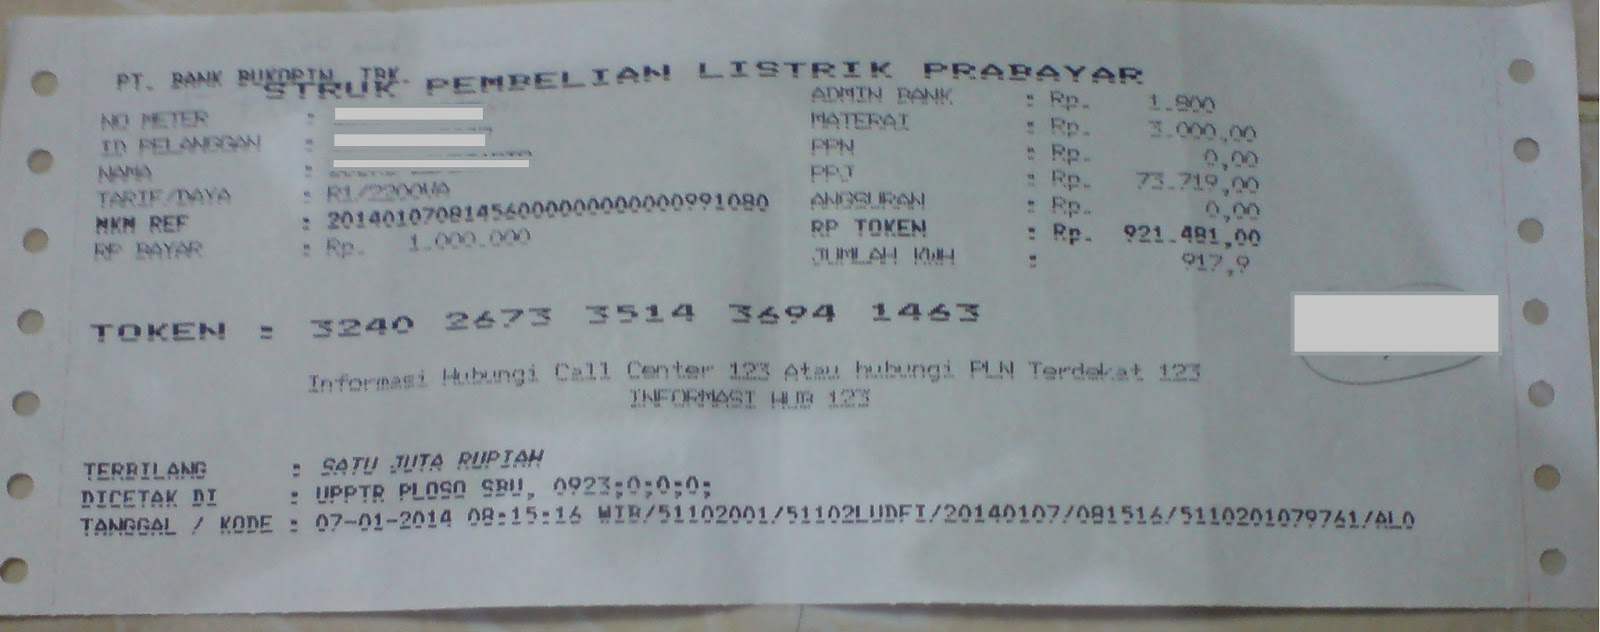 PT. BANK BUKOPIN, TBK.
STRUK PEMBELIAN LISTRIK PRABAYAR
NO METER :
ID PELANGGAN :
NAMA :
TARIF/DAYA : R1/2200VA
MKM REF : 20140107081456000000000000991080
RP BAYAR : Rp. 1.000.000
ADMIN BANK : Rp. 1.800
MATERAI : Rp. 3.000,00
PPN : Rp. 0,00
PPJ : Rp. 73.719,00
ANGSURAN : Rp. 0,00
RP TOKEN : Rp. 921.481,00
JUMLAH KWH : 917,9
TOKEN : 3240 2673 3514 3694 1463
Informasi Hubungi Call Center 123 Atau hubungi PLN Terdekat 123
INFORMASI HUB 123
TERBILANG : SATU JUTA RUPIAH
DICETAK DI : UPPTR PLOSO SBU, 0923;0;0;0;
TANGGAL / KODE : 07-01-2014 08:15:16 WIB/51102001/51102LUDFI/20140107/081516/5110201079761/ALO